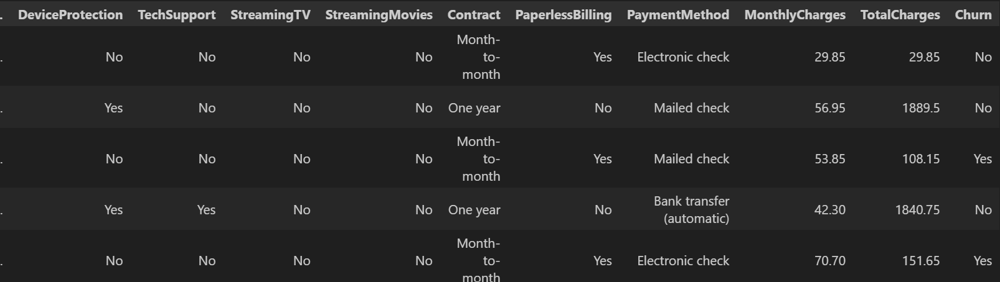 . DeviceProtection TechSupport StreamingTV StreamingMovies Contract PaperlessBilling PaymentMethod MonthlyCharges TotalCharges Churn
. No No No No Month-to-month Yes Electronic check 29.85 29.85 No
. Yes No No No One year No Mailed check 56.95 1889.5 No
. No No No No Month-to-month Yes Mailed check 53.85 108.15 Yes
. Yes Yes No No One year No Bank transfer (automatic) 42.30 1840.75 No
. No No No No Month-to-month Yes Electronic check 70.70 151.65 Yes